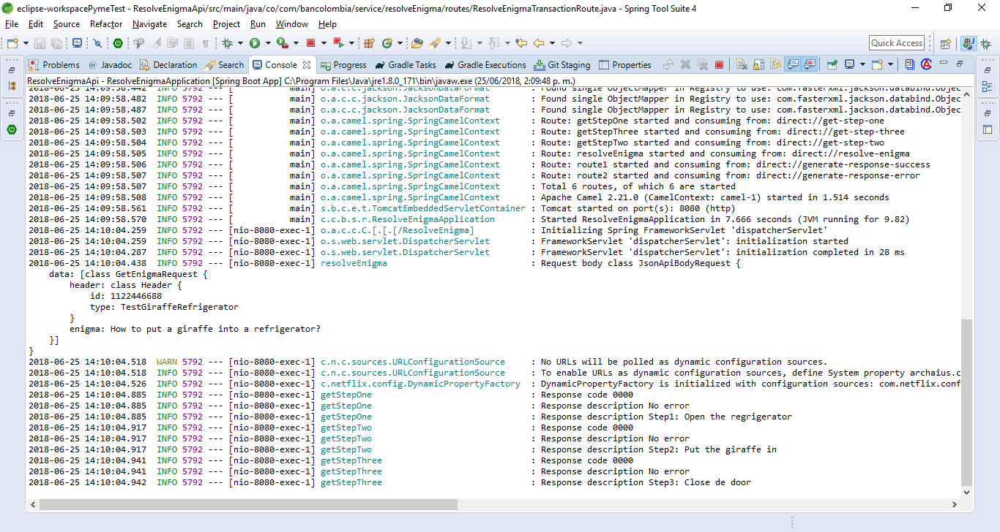 eclipse-workspacePymeTest - ResolveEnigmaApi/src/main/java/co/com/bancolombia/service/resolveEnigma/routes/ResolveEnigmaTransactionRoute.java - Spring Tool Suite 4
File Edit Source Refactor Navigate Search Project Run Window Help
Quick Access
Problems @ Javadoc Declaration Search Console Progress Gradle Tasks Gradle Executions Git Staging Properties
ResolveEnigmaApi - ResolveEnigmaApplication [Spring Boot App] C:\Program Files\Java\jre1.8.0_171\bin\javaw.exe (25/06/2018, 2:09:48 p. m.)
2018-06-25 14:09:58.442 INFO 5792 --- [ main] o.a.c.c.jackson.JacksonDataFormat : Found single ObjectMapper in Registry to use: com.fasterxml.jackson.databind.Objec
2018-06-25 14:09:58.482 INFO 5792 --- [ main] o.a.c.c.jackson.JacksonDataFormat : Found single ObjectMapper in Registry to use: com.fasterxml.jackson.databind.Objec
2018-06-25 14:09:58.487 INFO 5792 --- [ main] o.a.c.c.jackson.JacksonDataFormat : Found single ObjectMapper in Registry to use: com.fasterxml.jackson.databind.Objec
2018-06-25 14:09:58.502 INFO 5792 --- [ main] o.a.camel.spring.SpringCamelContext : Route: getStepOne started and consuming from: direct://get-step-one
2018-06-25 14:09:58.503 INFO 5792 --- [ main] o.a.camel.spring.SpringCamelContext : Route: getStepThree started and consuming from: direct://get-step-three
2018-06-25 14:09:58.504 INFO 5792 --- [ main] o.a.camel.spring.SpringCamelContext : Route: getStepTwo started and consuming from: direct://get-step-two
2018-06-25 14:09:58.505 INFO 5792 --- [ main] o.a.camel.spring.SpringCamelContext : Route: resolveEnigma started and consuming from: direct://resolve-enigma
2018-06-25 14:09:58.506 INFO 5792 --- [ main] o.a.camel.spring.SpringCamelContext : Route: route1 started and consuming from: direct://generate-response-success
2018-06-25 14:09:58.507 INFO 5792 --- [ main] o.a.camel.spring.SpringCamelContext : Route: route2 started and consuming from: direct://generate-response-error
2018-06-25 14:09:58.507 INFO 5792 --- [ main] o.a.camel.spring.SpringCamelContext : Total 6 routes, of which 6 are started
2018-06-25 14:09:58.508 INFO 5792 --- [ main] o.a.camel.spring.SpringCamelContext : Apache Camel 2.21.0 (CamelContext: camel-1) started in 1.514 seconds
2018-06-25 14:09:58.561 INFO 5792 --- [ main] s.b.c.e.t.TomcatEmbeddedServletContainer : Tomcat started on port(s): 8080 (http)
2018-06-25 14:09:58.570 INFO 5792 --- [ main] c.c.b.s.r.ResolveEnigmaApplication : Started ResolveEnigmaApplication in 7.666 seconds (JVM running for 9.82)
2018-06-25 14:10:04.259 INFO 5792 --- [nio-8080-exec-1] o.a.c.c.C.[.[.[/ResolveEnigma] : Initializing Spring FrameworkServlet 'dispatcherServlet'
2018-06-25 14:10:04.259 INFO 5792 --- [nio-8080-exec-1] o.s.web.servlet.DispatcherServlet : FrameworkServlet 'dispatcherServlet': initialization started
2018-06-25 14:10:04.287 INFO 5792 --- [nio-8080-exec-1] o.s.web.servlet.DispatcherServlet : FrameworkServlet 'dispatcherServlet': initialization completed in 28 ms
2018-06-25 14:10:04.438 INFO 5792 --- [nio-8080-exec-1] resolveEnigma : Request body class JsonApiBodyRequest {
data: [class GetEnigmaRequest {
header: class Header {
id: 1122446688
type: TestGiraffeRefrigerator
}
enigma: How to put a giraffe into a refrigerator?
}]
}
2018-06-25 14:10:04.518 WARN 5792 --- [nio-8080-exec-1] c.n.c.sources.URLConfigurationSource : No URLs will be polled as dynamic configuration sources.
2018-06-25 14:10:04.518 INFO 5792 --- [nio-8080-exec-1] c.n.c.sources.URLConfigurationSource : To enable URLs as dynamic configuration sources, define System property archaius.c
2018-06-25 14:10:04.526 INFO 5792 --- [nio-8080-exec-1] c.netflix.config.DynamicPropertyFactory : DynamicPropertyFactory is initialized with configuration sources: com.netflix.conf
2018-06-25 14:10:04.885 INFO 5792 --- [nio-8080-exec-1] getStepOne : Response code 0000
2018-06-25 14:10:04.885 INFO 5792 --- [nio-8080-exec-1] getStepOne : Response description No error
2018-06-25 14:10:04.885 INFO 5792 --- [nio-8080-exec-1] getStepOne : Response description Step1: Open the regrigerator
2018-06-25 14:10:04.917 INFO 5792 --- [nio-8080-exec-1] getStepTwo : Response code 0000
2018-06-25 14:10:04.917 INFO 5792 --- [nio-8080-exec-1] getStepTwo : Response description No error
2018-06-25 14:10:04.917 INFO 5792 --- [nio-8080-exec-1] getStepTwo : Response description Step2: Put the giraffe in
2018-06-25 14:10:04.941 INFO 5792 --- [nio-8080-exec-1] getStepThree : Response code 0000
2018-06-25 14:10:04.941 INFO 5792 --- [nio-8080-exec-1] getStepThree : Response description No error
2018-06-25 14:10:04.942 INFO 5792 --- [nio-8080-exec-1] getStepThree : Response description Step3: Close de door